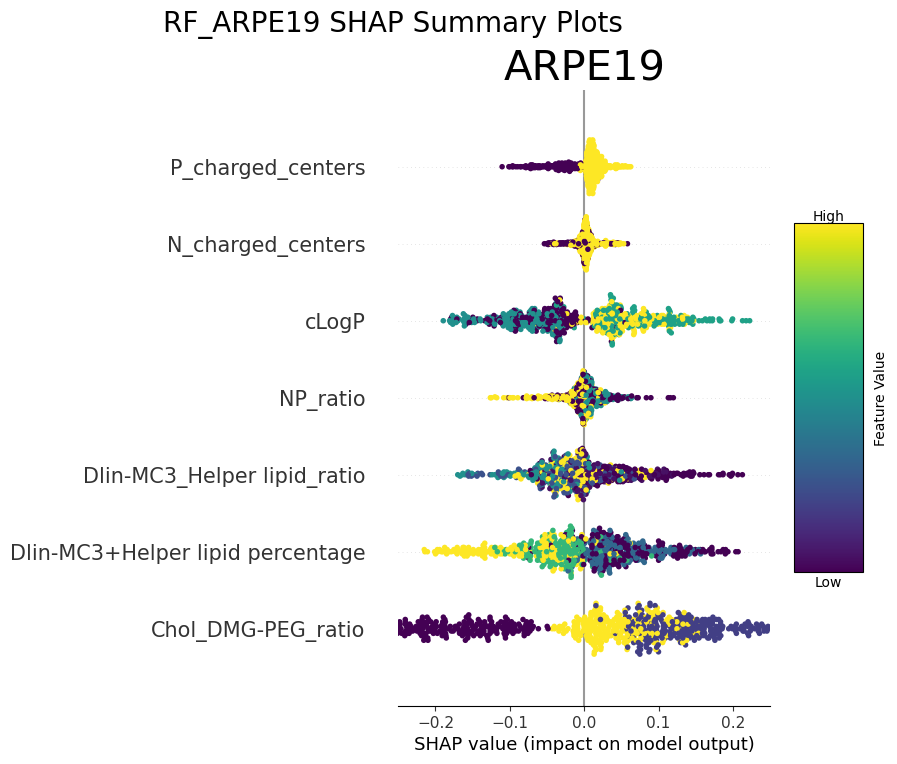 RF_ARPE19 SHAP Summary Plots
ARPE19
P_charged_centers
N_charged_centers
cLogP
NP_ratio
Dlin-MC3_Helper lipid_ratio
Dlin-MC3+Helper lipid percentage
Chol_DMG-PEG_ratio
−0.2 −0.1 0.0 0.1 0.2
SHAP value (impact on model output)
High
Feature Value
Low